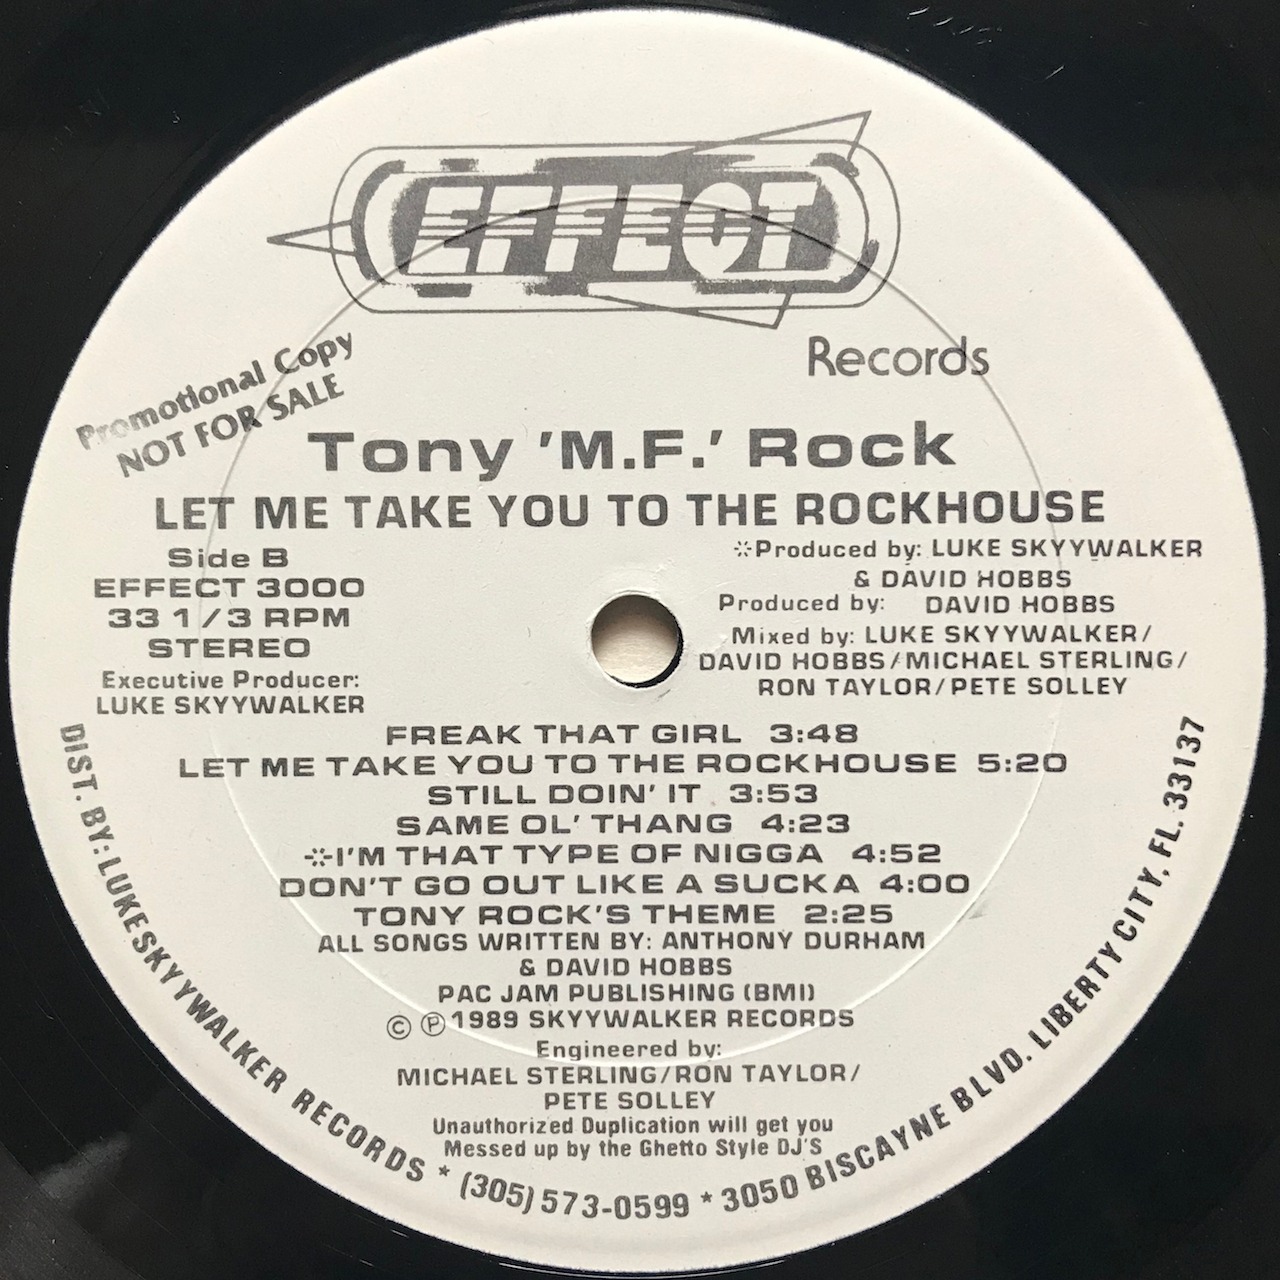 EFFECT
Records
Promotional Copy
NOT FOR SALE
Tony 'M.F.' Rock
LET ME TAKE YOU TO THE ROCKHOUSE
Side B
EFFECT 3000
33 1/3 RPM
STEREO
Executive Producer:
LUKE SKYYWALKER
※Produced by: LUKE SKYYWALKER
& DAVID HOBBS
Produced by: DAVID HOBBS
Mixed by: LUKE SKYYWALKER/
DAVID HOBBS/MICHAEL STERLING/
RON TAYLOR/PETE SOLLEY
FREAK THAT GIRL 3:48
LET ME TAKE YOU TO THE ROCKHOUSE 5:20
STILL DOIN' IT 3:53
SAME OL' THANG 4:23
※I'M THAT TYPE OF NIGGA 4:52
DON'T GO OUT LIKE A SUCKA 4:00
TONY ROCK'S THEME 2:25
ALL SONGS WRITTEN BY: ANTHONY DURHAM
& DAVID HOBBS
PAC JAM PUBLISHING (BMI)
© ℗ 1989 SKYYWALKER RECORDS
Engineered by:
MICHAEL STERLING/RON TAYLOR/
PETE SOLLEY
Unauthorized Duplication will get you
Messed up by the Ghetto Style DJ'S
DIST. BY: LUKE SKYYWALKER RECORDS * (305) 573-0599 * 3050 BISCAYNE BLVD. LIBERTY CITY, FL. 33137